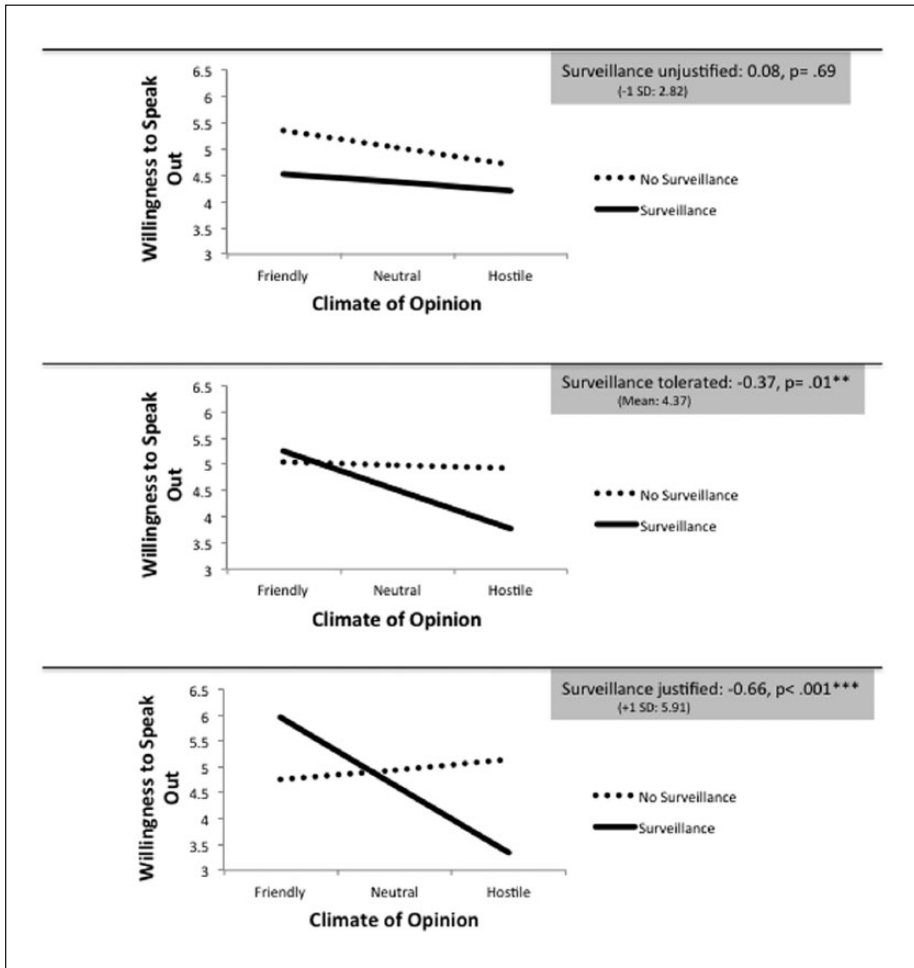 Surveillance unjustified: 0.08, p= .69
(-1 SD: 2.82)
Willingness to Speak
Out
6.5
6
5.5
5
4.5
4
3.5
3
Friendly Neutral Hostile
Climate of Opinion
No Surveillance
Surveillance
Surveillance tolerated: -0.37, p= .01**
(Mean: 4.37)
Willingness to Speak
Out
6.5
6
5.5
5
4.5
4
3.5
3
Friendly Neutral Hostile
Climate of Opinion
No Surveillance
Surveillance
Surveillance justified: -0.66, p< .001***
(+1 SD: 5.91)
Willingness to Speak
Out
6.5
6
5.5
5
4.5
4
3.5
3
Friendly Neutral Hostile
Climate of Opinion
No Surveillance
Surveillance